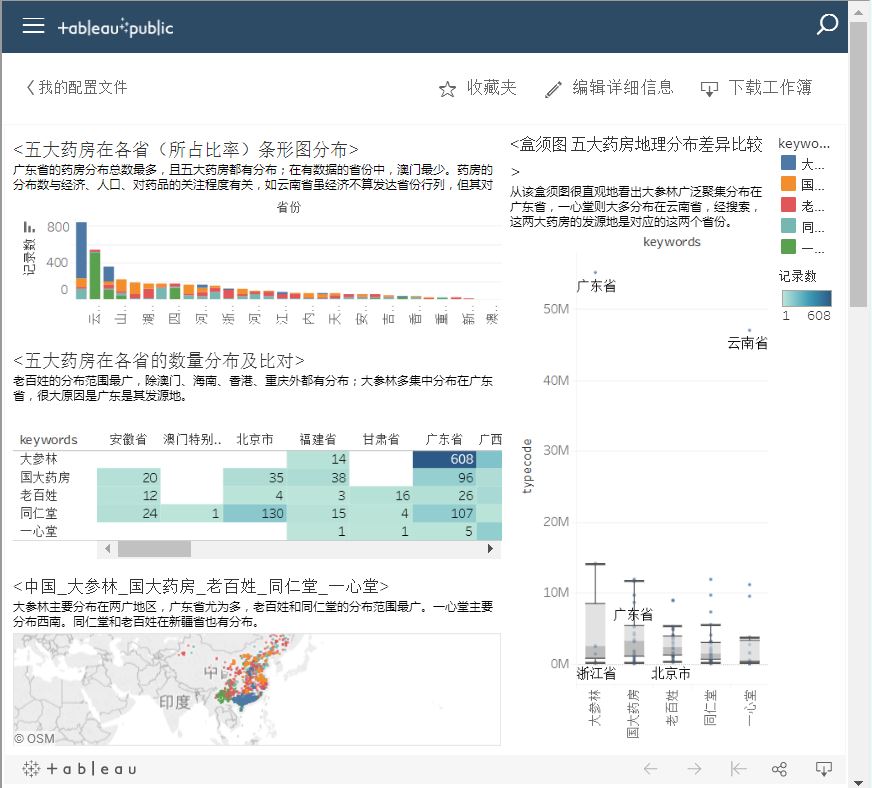 +ableau+public
我的配置文件
收藏夹
编辑详细信息
下载工作簿
<五大药房在各省（所占比率）条形图分布>
广东省的药房分布总数最多，且五大药房都有分布；在有数据的省份中，澳门最少。药房的
分布数与经济、人口、对药品的关注程度有关，如云南省虽经济不算发达省份行列，但其对
省份
记录数
800
400
0
云..
山..
湖..
四..
河..
浙..
河..
江..
内..
天..
安..
吉..
香..
重..
新..
澳..
<五大药房在各省的数量分布及比对>
老百姓的分布范围最广，除澳门、海南、香港、重庆外都有分布；大参林多集中分布在广东
省，很大原因是广东是其发源地。
keywords 安徽省 澳门特别.. 北京市 福建省 甘肃省 广东省 广西
大参林 14 608
国大药房 20 35 38 96
老百姓 12 4 3 16 26
同仁堂 24 1 130 15 4 107
一心堂 1 1 5
<中国_大参林_国大药房_老百姓_同仁堂_一心堂>
大参林主要分布在两广地区，广东省尤为多，老百姓和同仁堂的分布范围最广。一心堂主要
分布西南。同仁堂和老百姓在新疆省也有分布。
中国
印度
© OSM
<盒须图 五大药房地理分布差异比较
>
从该盒须图很直观地看出大参林广泛聚集分布在
广东省，一心堂则大多分布在云南省，经搜索，
这两大药房的发源地是对应的这两个省份。
keywords
typecode
50M
40M
30M
20M
10M
0M
广东省
云南省
广东省
浙江省
北京市
大参林
国大药房
老百姓
同仁堂
一心堂
keywo...
大...
国...
老...
同...
一...
记录数
1 608
+ a b l e a u